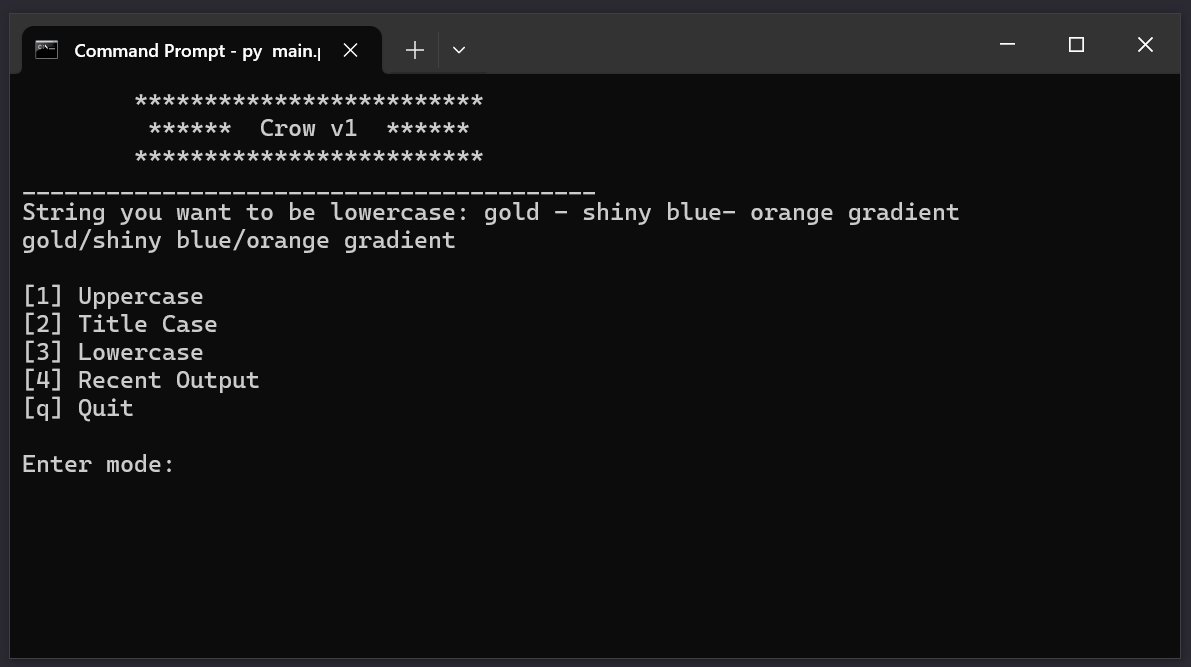 Command Prompt - py main.p
*************************
****** Crow v1 ******
*************************
_________________________________________
String you want to be lowercase: gold - shiny blue- orange gradient
gold/shiny blue/orange gradient
[1] Uppercase
[2] Title Case
[3] Lowercase
[4] Recent Output
[q] Quit
Enter mode: